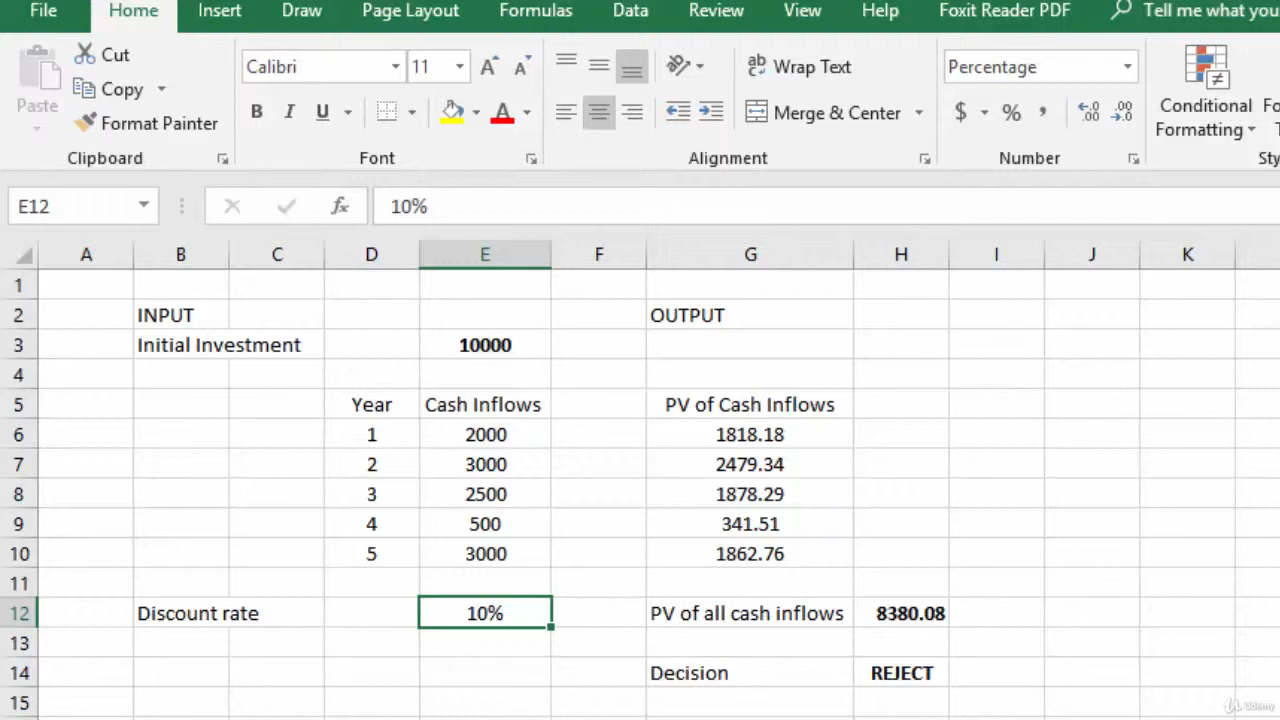 File Home Insert Draw Page Layout Formulas Data Review View Help Foxit Reader PDF Tell me what you
Paste
Cut
Copy
Format Painter
Clipboard
Calibri 11
B I U
Font
Wrap Text
Merge & Center
Alignment
Percentage
$ % ,
Number
Conditional
Formatting
E12 fx 10%
A B C D E F G H I J K
1
2 INPUT OUTPUT
3 Initial Investment 10000
4
5 Year Cash Inflows PV of Cash Inflows
6 1 2000 1818.18
7 2 3000 2479.34
8 3 2500 1878.29
9 4 500 341.51
10 5 3000 1862.76
11
12 Discount rate 10% PV of all cash inflows 8380.08
13
14 Decision REJECT
15
Udemy